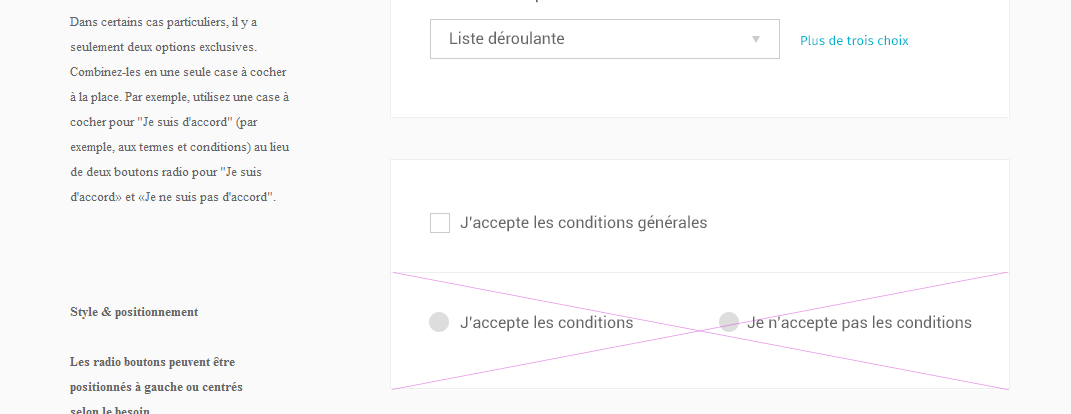 Dans certains cas particuliers, il y a
seulement deux options exclusives.
Combinez-les en une seule case à cocher
à la place. Par exemple, utilisez une case à
cocher pour "Je suis d'accord" (par
exemple, aux termes et conditions) au lieu
de deux boutons radio pour "Je suis
d'accord» et «Je ne suis pas d'accord".
Style & positionnement
Les radio boutons peuvent être
positionnés à gauche ou centrés
selon le besoin
Liste déroulante
Plus de trois choix
J'accepte les conditions générales
J'accepte les conditions
Je n'accepte pas les conditions